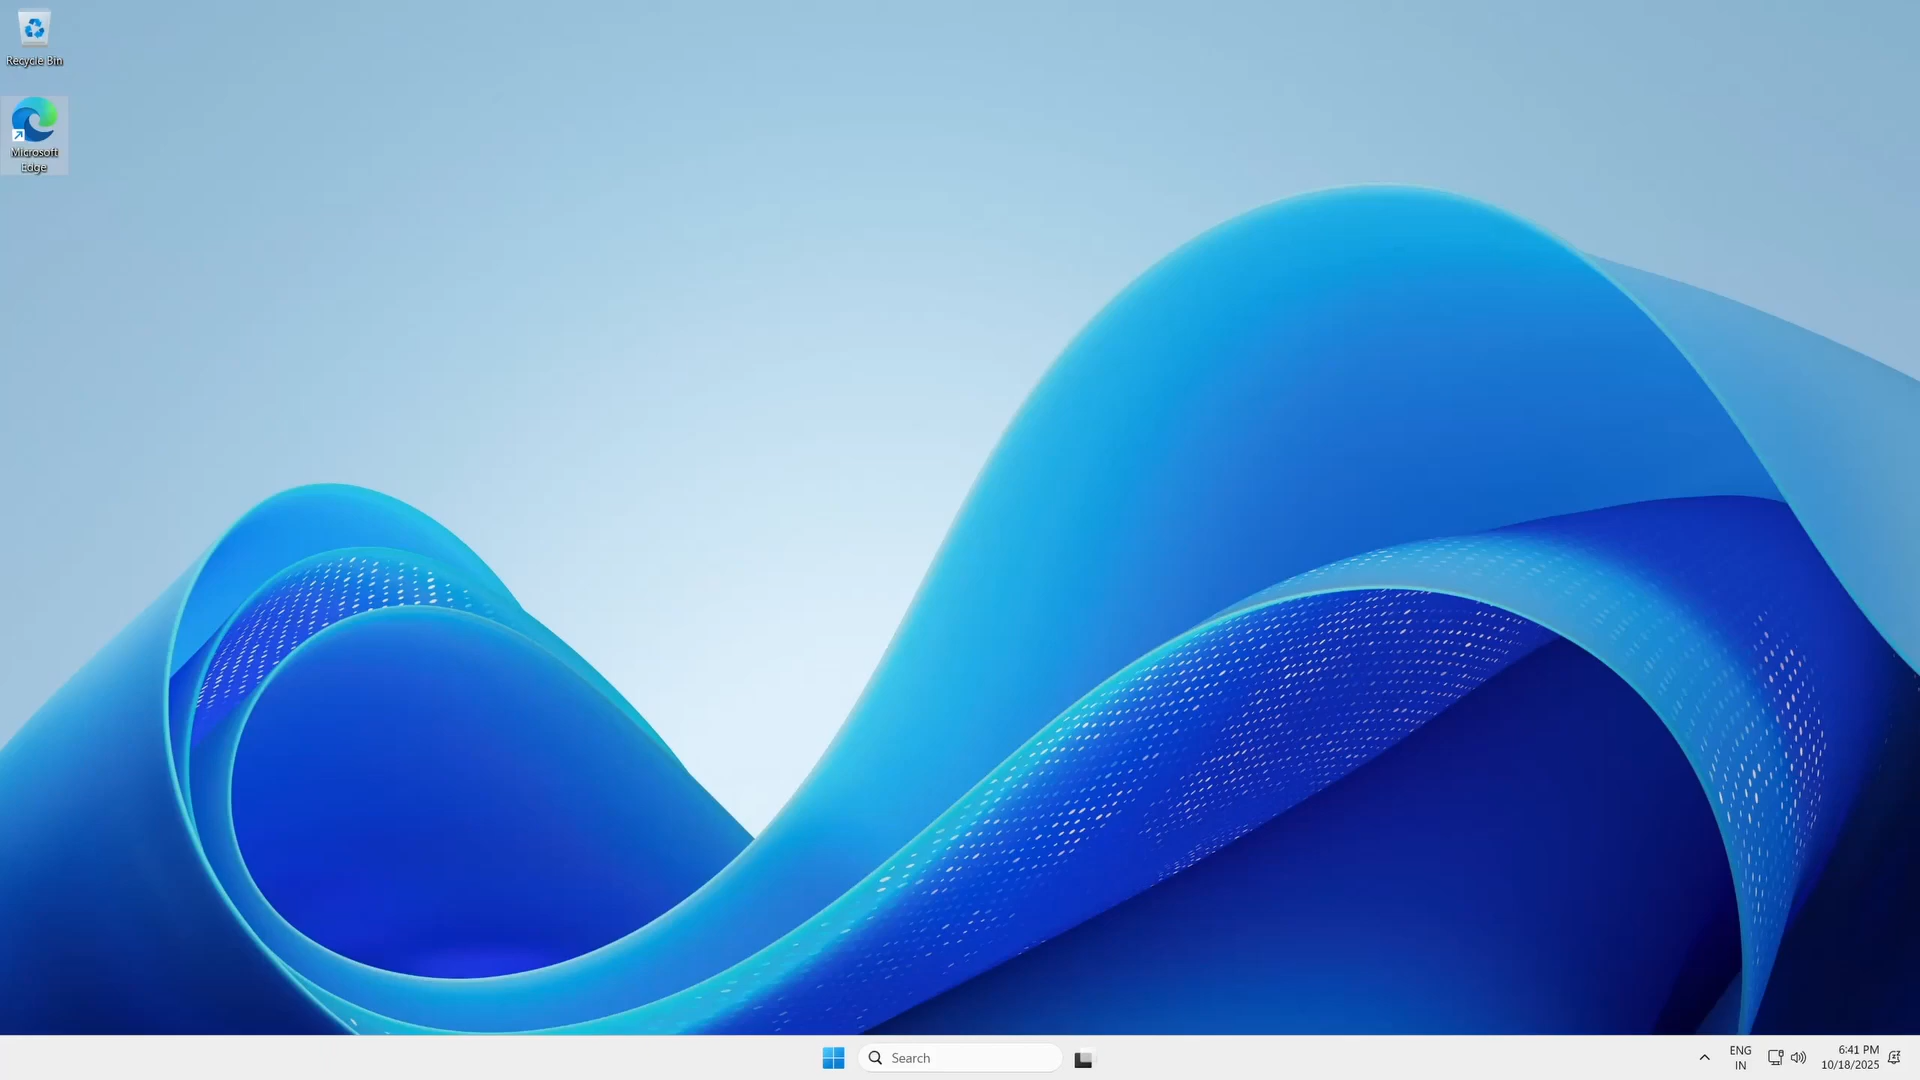 Recycle Bin
Microsoft
Edge
Search
ENG
IN
6:41 PM
10/18/2025